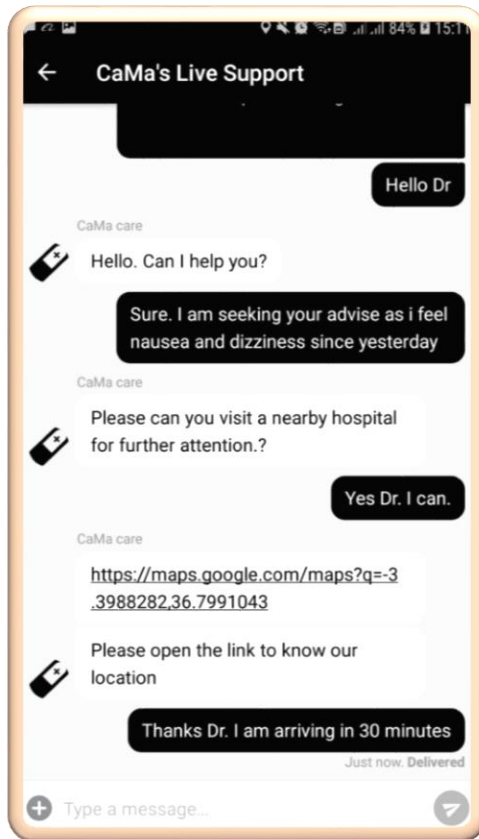 84% 15:11
CaMa's Live Support
Hello Dr
CaMa care
Hello. Can I help you?
Sure. I am seeking your advise as i feel
nausea and dizziness since yesterday
CaMa care
Please can you visit a nearby hospital
for further attention.?
Yes Dr. I can.
CaMa care
https://maps.google.com/maps?q=-3
.3988282,36.7991043
Please open the link to know our
location
Thanks Dr. I am arriving in 30 minutes
Just now. Delivered
Type a message...